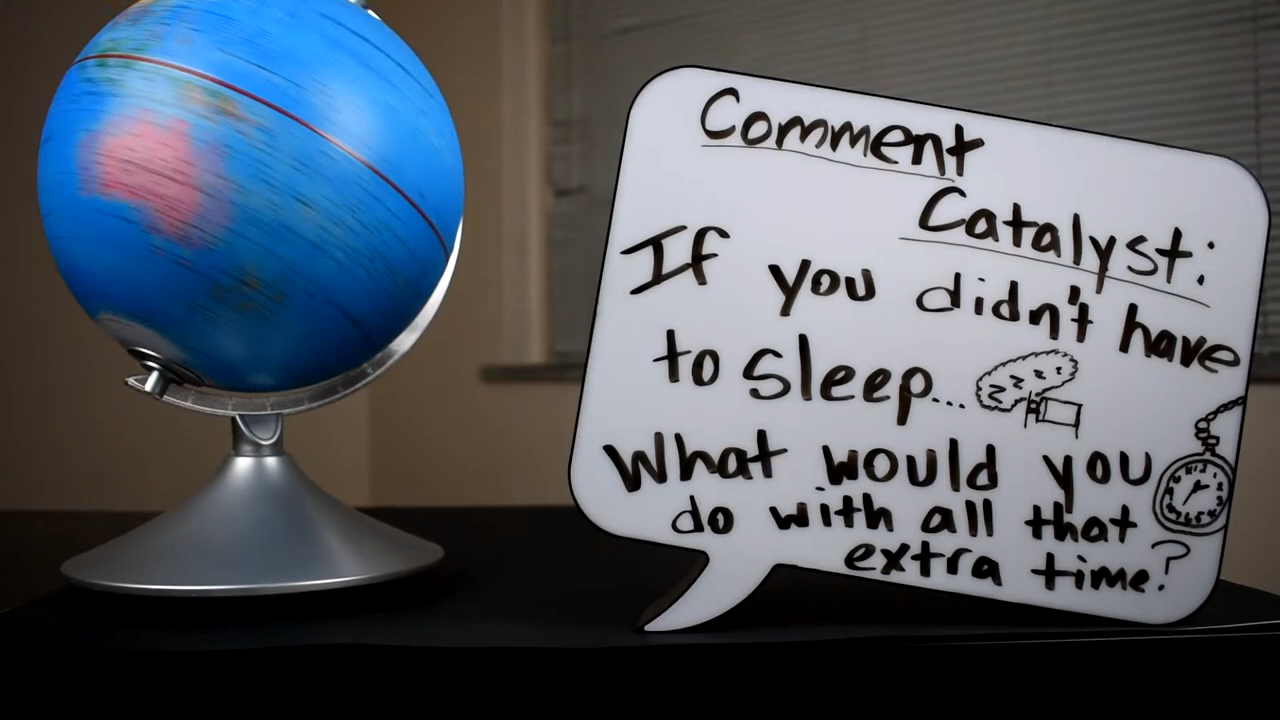 Comment
Catalyst:
If you didn't have
to sleep...
What would you
do with all that
extra time?